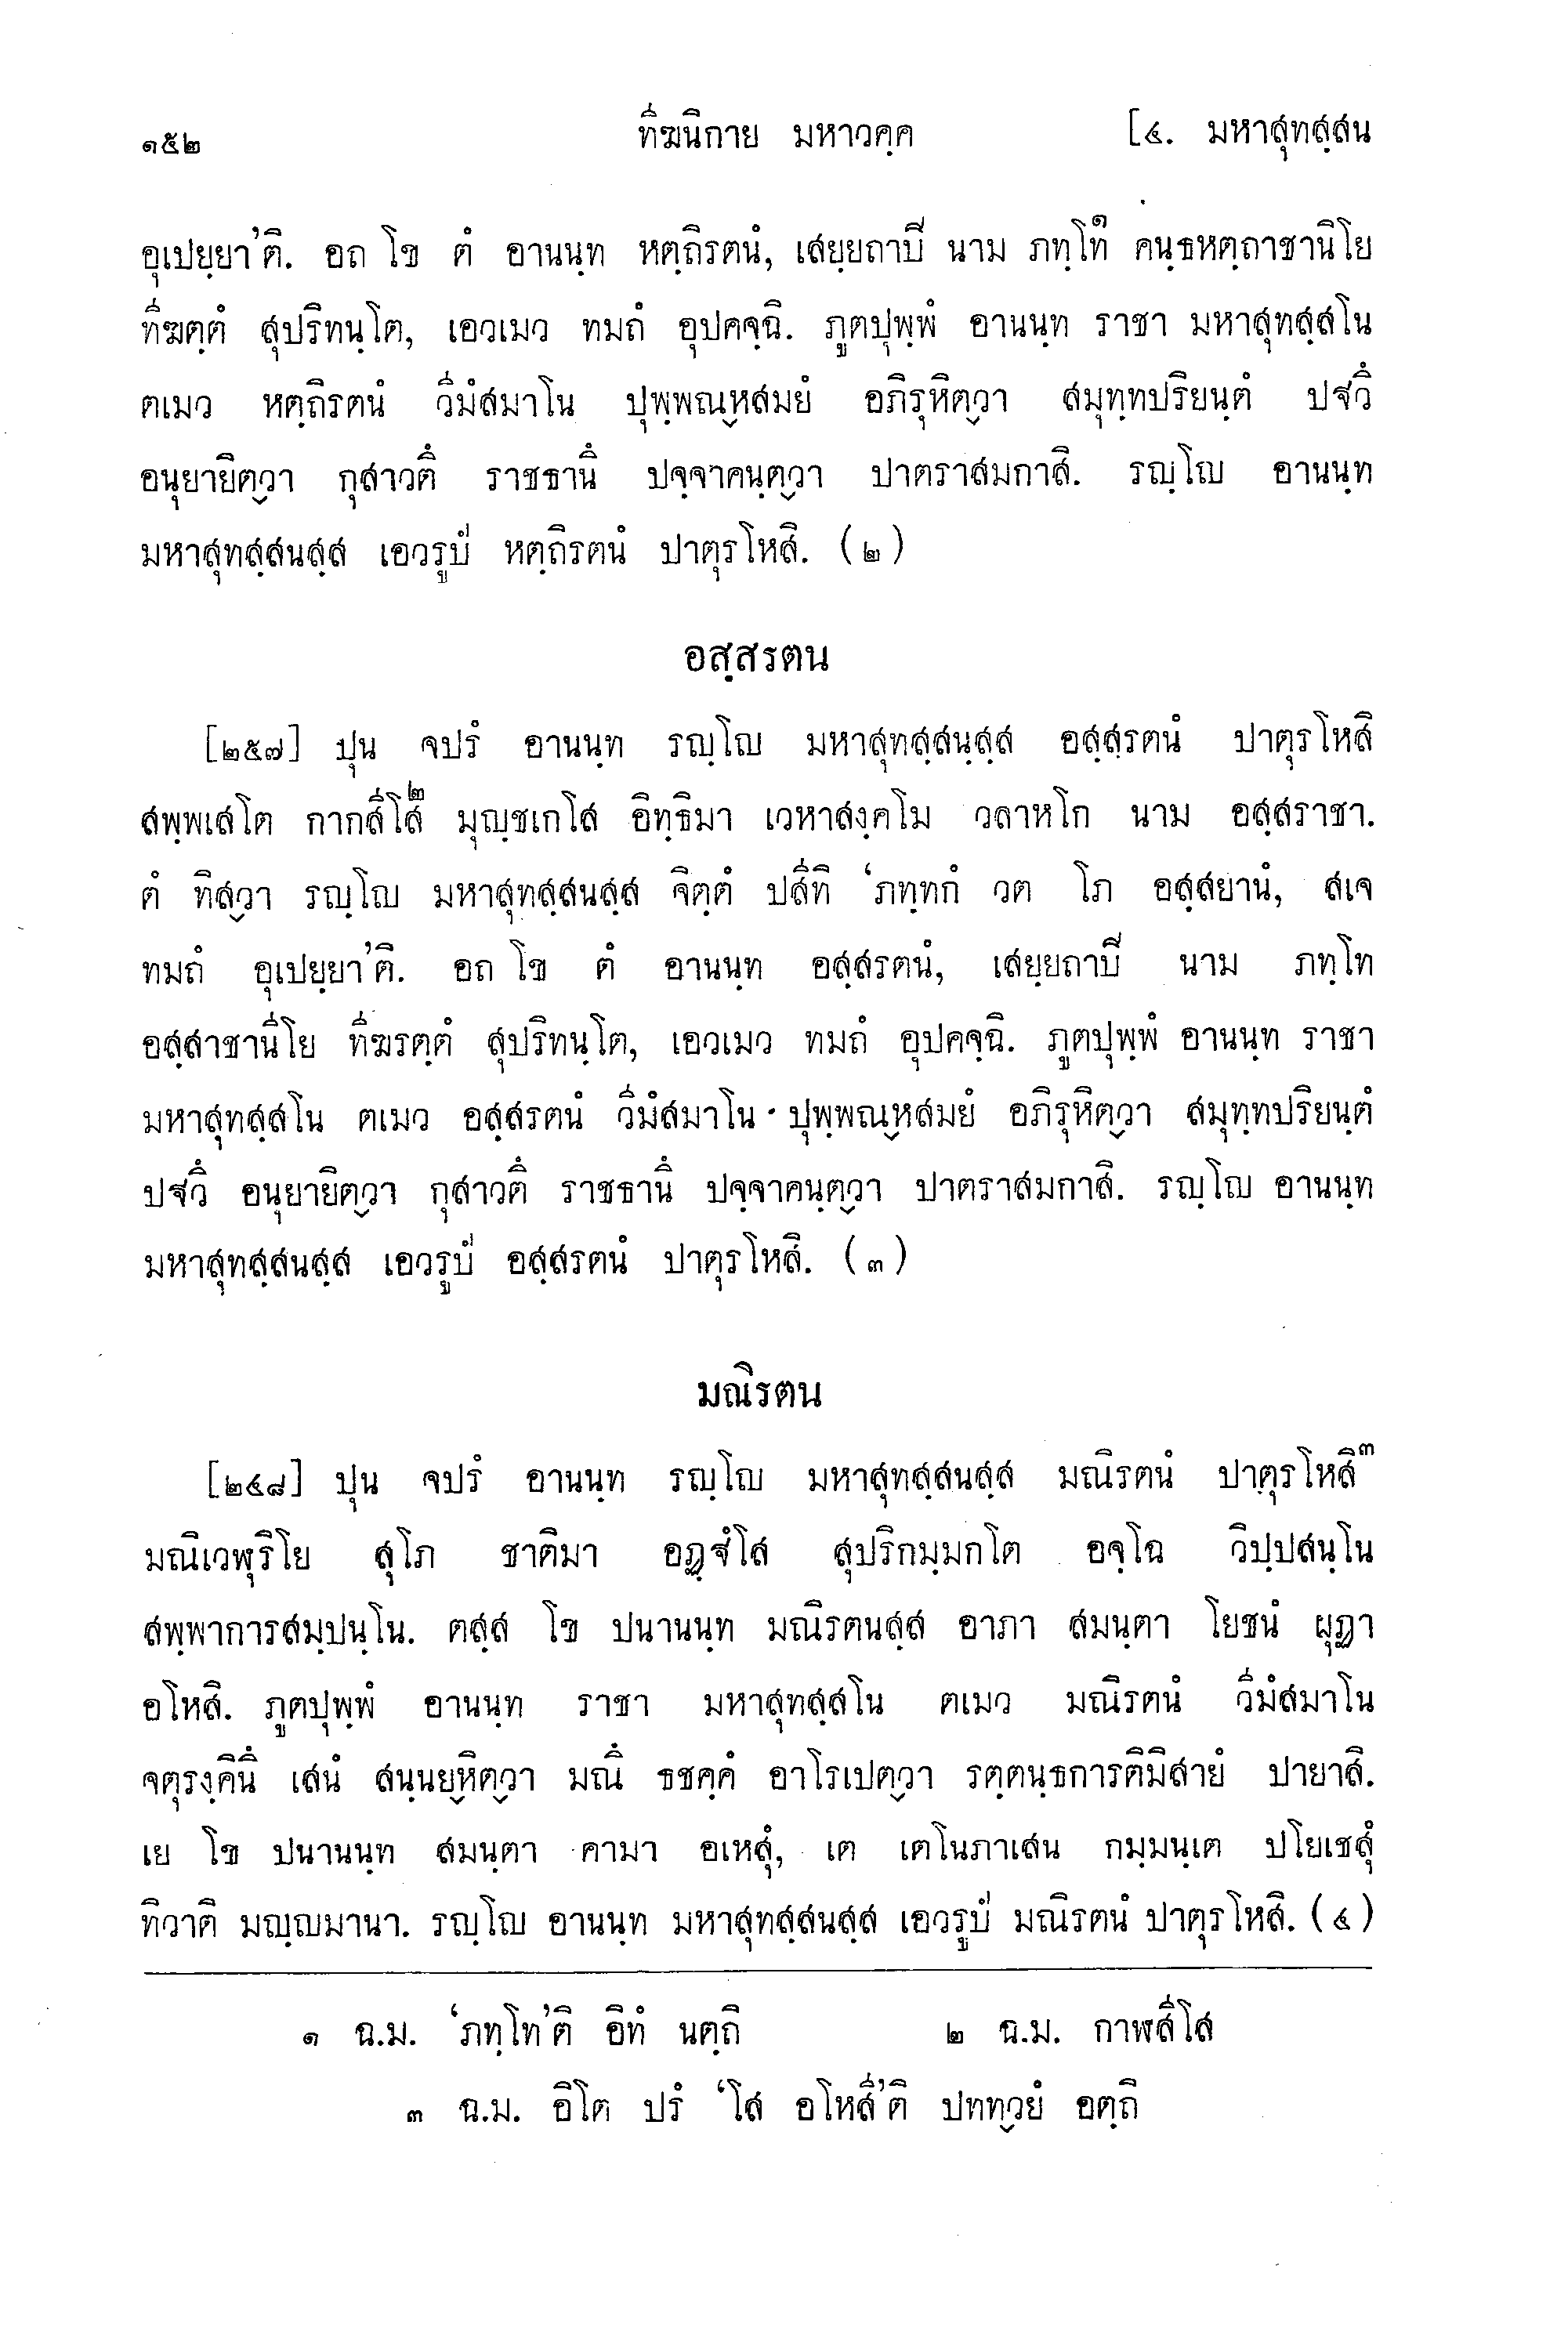 ๑๕๒ ทีฆนิกาย มหาวคฺค [๔. มหาสุทสฺสน
อุเปยฺยา’ติ. อถ โข ตํ อานนฺท หตฺถิรตนํ, เสยฺยถาปิ นาม ภทฺโท๑ คนฺธหตฺถาชานิโย
ทีฆตฺตํ สุปริทนฺโต, เอวเมว ทมถํ อุปคจฺฉิ. ภูตปุพฺพํ อานนฺท ราชา มหาสุทสฺสโน
ตเมว หตฺถิรตนํ วีมํสมาโน ปุพฺพณฺหสมยํ อภิรุหิตฺวา สมุทฺทปริยนฺตํ ปฐวึ
อนุยายิตฺวา กุสาวตึ ราชธานึ ปจฺจาคนฺตฺวา ปาตราสมกาสิ. รญฺโญ อานนฺท
มหาสุทสฺสนสฺส เอวรูปํ หตฺถิรตนํ ปาตุรโหสิ. (๒)
อสฺสรตน
[๒๕๗] ปุน จปรํ อานนฺท รญฺโญ มหาสุทสฺสนฺสฺส อสฺสฺรตนํ ปาตุรโหสิ
สพฺพเสโต กากสีโส๒ มุญฺชเกโส อิทฺธิมา เวหาสงฺคโม วลาหโก นาม อสฺสราชา.
ตํ ทิสฺวา รญฺโญ มหาสุทสฺสนสฺส จิตฺตํ ปสีทิ ‘ภทฺทกํ วต โภ อสฺสยานํ, สเจ
ทมถํ อุเปยฺยา’ติ. อถ โข ตํ อานนฺท อสฺสรตนํ, เสยฺยถาปิ นาม ภทฺโท
อสฺสาชานีโย ทีฆรตฺตํ สุปริทนฺโต, เอวเมว ทมถํ อุปคจฺฉิ. ภูตปุพฺพํ อานนฺท ราชา
มหาสุทสฺสโน ตเมว อสฺสรตนํ วีมํสมาโน ปุพฺพณฺหสมยํ อภิรุหิตฺวา สมุทฺทปริยนฺตํ
ปฐวึ อนุยายิตฺวา กุสาวตึ ราชธานึ ปจฺจาคนฺตฺวา ปาตราสมกาสิ. รญฺโญ อานนฺท
มหาสุทสฺสนสฺส เอวรูปํ อสฺสรตนํ ปาตุรโหสิ. (๓)
มณิรตน
[๒๔๘] ปุน จปรํ อานนฺท รญฺโญ มหาสุทสฺสนสฺส มณิรตนํ ปาตุรโหสิ๓
มณิเวฬุริโย สุโภ ชาติมา อฏฺฐํโส สุปริกมฺมกโต อจฺโฉ วิปฺปสนฺโน
สพฺพาการสมฺปนฺโน. ตสฺส โข ปนานนฺท มณิรตนสฺส อาภา สมนฺตา โยชนํ ผุฏา
อโหสิ. ภูตปุพฺพํ อานนฺท ราชา มหาสุทสฺสโน ตเมว มณิรตนํ วีมํสมาโน
จตุรงฺคินึ เสนํ สนฺนยฺหิตฺวา มณึ ธชคฺคํ อาโรเปตฺวา รตฺตนฺธการติมิสายํ ปายาสิ.
เย โข ปนานนฺท สมนฺตา คามา อเหสุํ, เต เตโนภาเสน กมฺมนฺเต ปโยเชสุํ
ทิวาติ มญฺญมานา. รญฺโญ อานนฺท มหาสุทสฺสนสฺส เอวรูปํ มณิรตนํ ปาตุรโหสิ. (๔)
๑ ฉ.ม. ‘ภทฺโท’ติ อิทํ นตฺถิ ๒ ฉ.ม. กาฬสีโส
๓ ฉ.ม. อิโต ปรํ ‘โส อโหสี’ติ ปททฺวยํ อตฺถิ